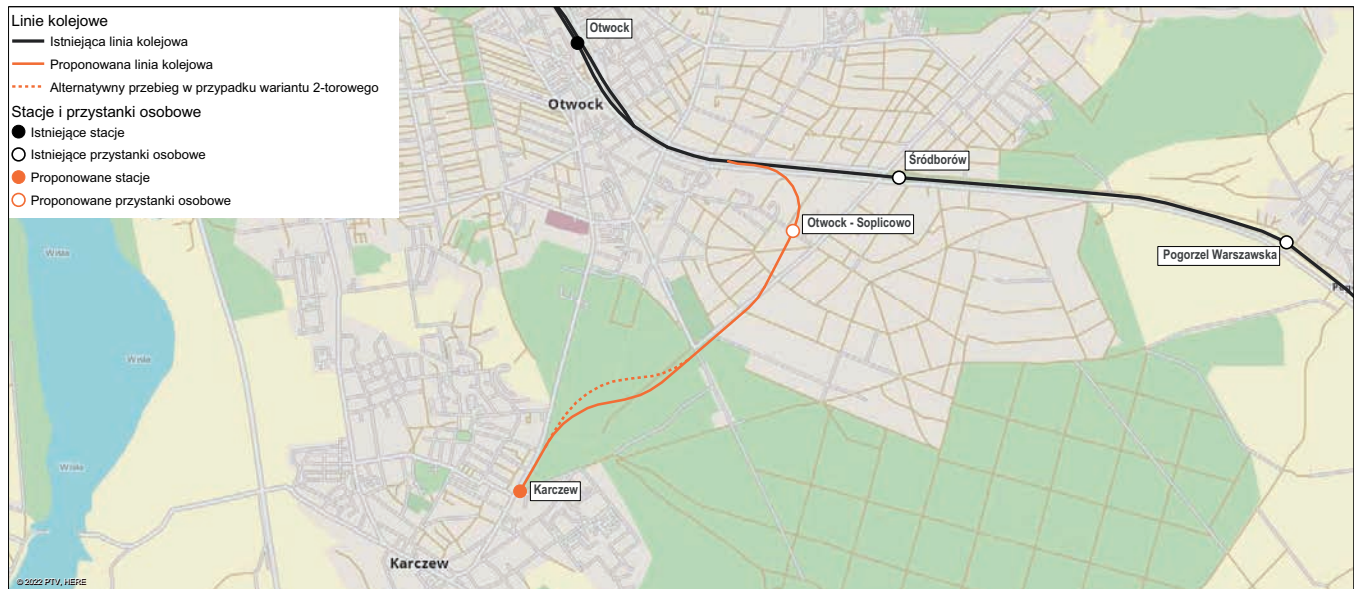 Linie kolejowe
Istniejąca linia kolejowa
Proponowana linia kolejowa
Alternatywny przebieg w przypadku wariantu 2-torowego
Stacje i przystanki osobowe
Istniejące stacje
Istniejące przystanki osobowe
Proponowane stacje
Proponowane przystanki osobowe
Otwock
Otwock
Śródborów
Otwock - Soplicowo
Pogorzel Warszawska
Wisła
Wisła
Wisła
Karczew
Karczew
© 2022 PTV, HERE